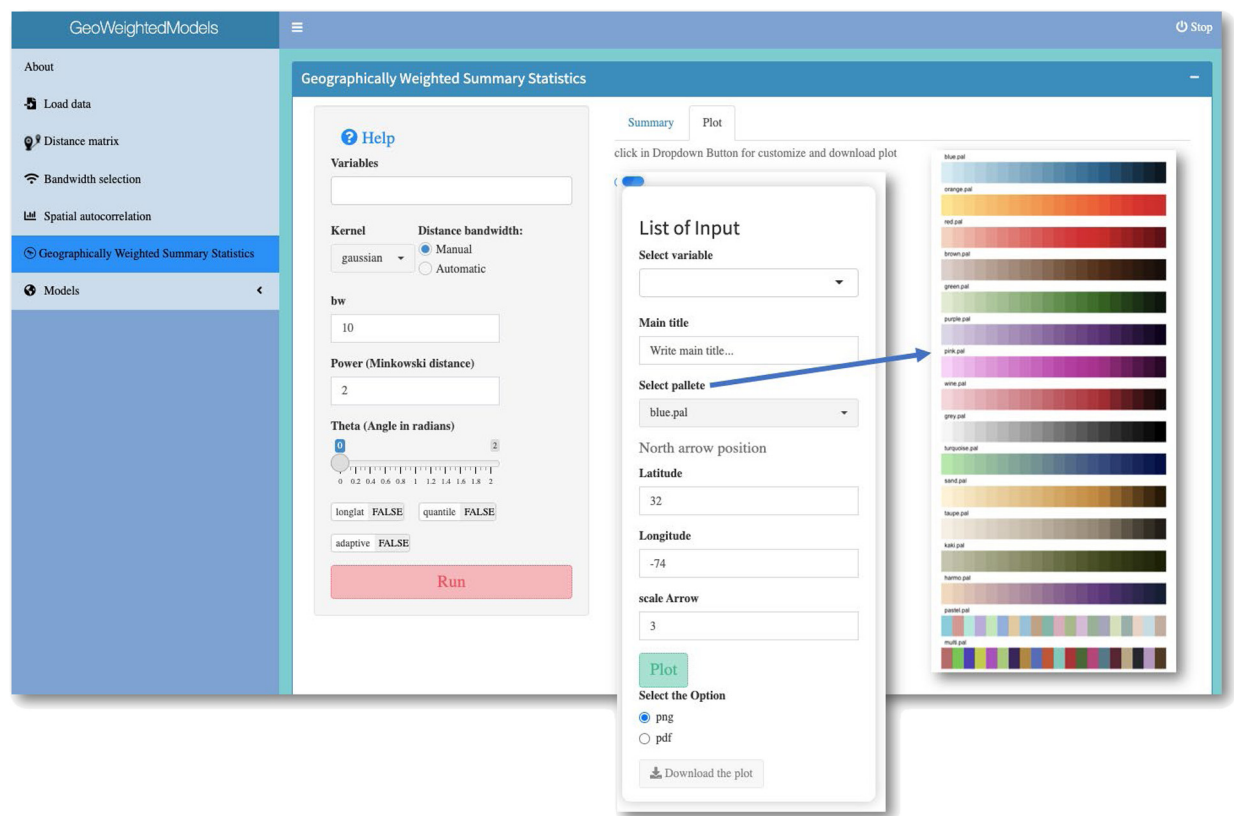 GeoWeightedModels
Stop
About
Load data
Distance matrix
Bandwidth selection
Spatial autocorrelation
Geographically Weighted Summary Statistics
Models
Geographically Weighted Summary Statistics
Help
Variables
Kernel
Distance bandwidth:
gaussian
Manual
Automatic
bw
10
Power (Minkowski distance)
2
Theta (Angle in radians)
0 2
0 0.2 0.4 0.6 0.8 1 1.2 1.4 1.6 1.8 2
longlat FALSE quantile FALSE
adaptive FALSE
Run
Summary Plot
click in Dropdown Button for customize and download plot
List of Input
Select variable
Main title
Write main title...
Select pallete
blue.pal
North arrow position
Latitude
32
Longitude
-74
scale Arrow
3
Plot
Select the Option
png
pdf
Download the plot
blue.pal
orange.pal
red.pal
brown.pal
green.pal
purple.pal
pink.pal
wine.pal
grey.pal
turquoise.pal
sand.pal
taupe.pal
kaki.pal
harmo.pal
pastel.pal
multi.pal